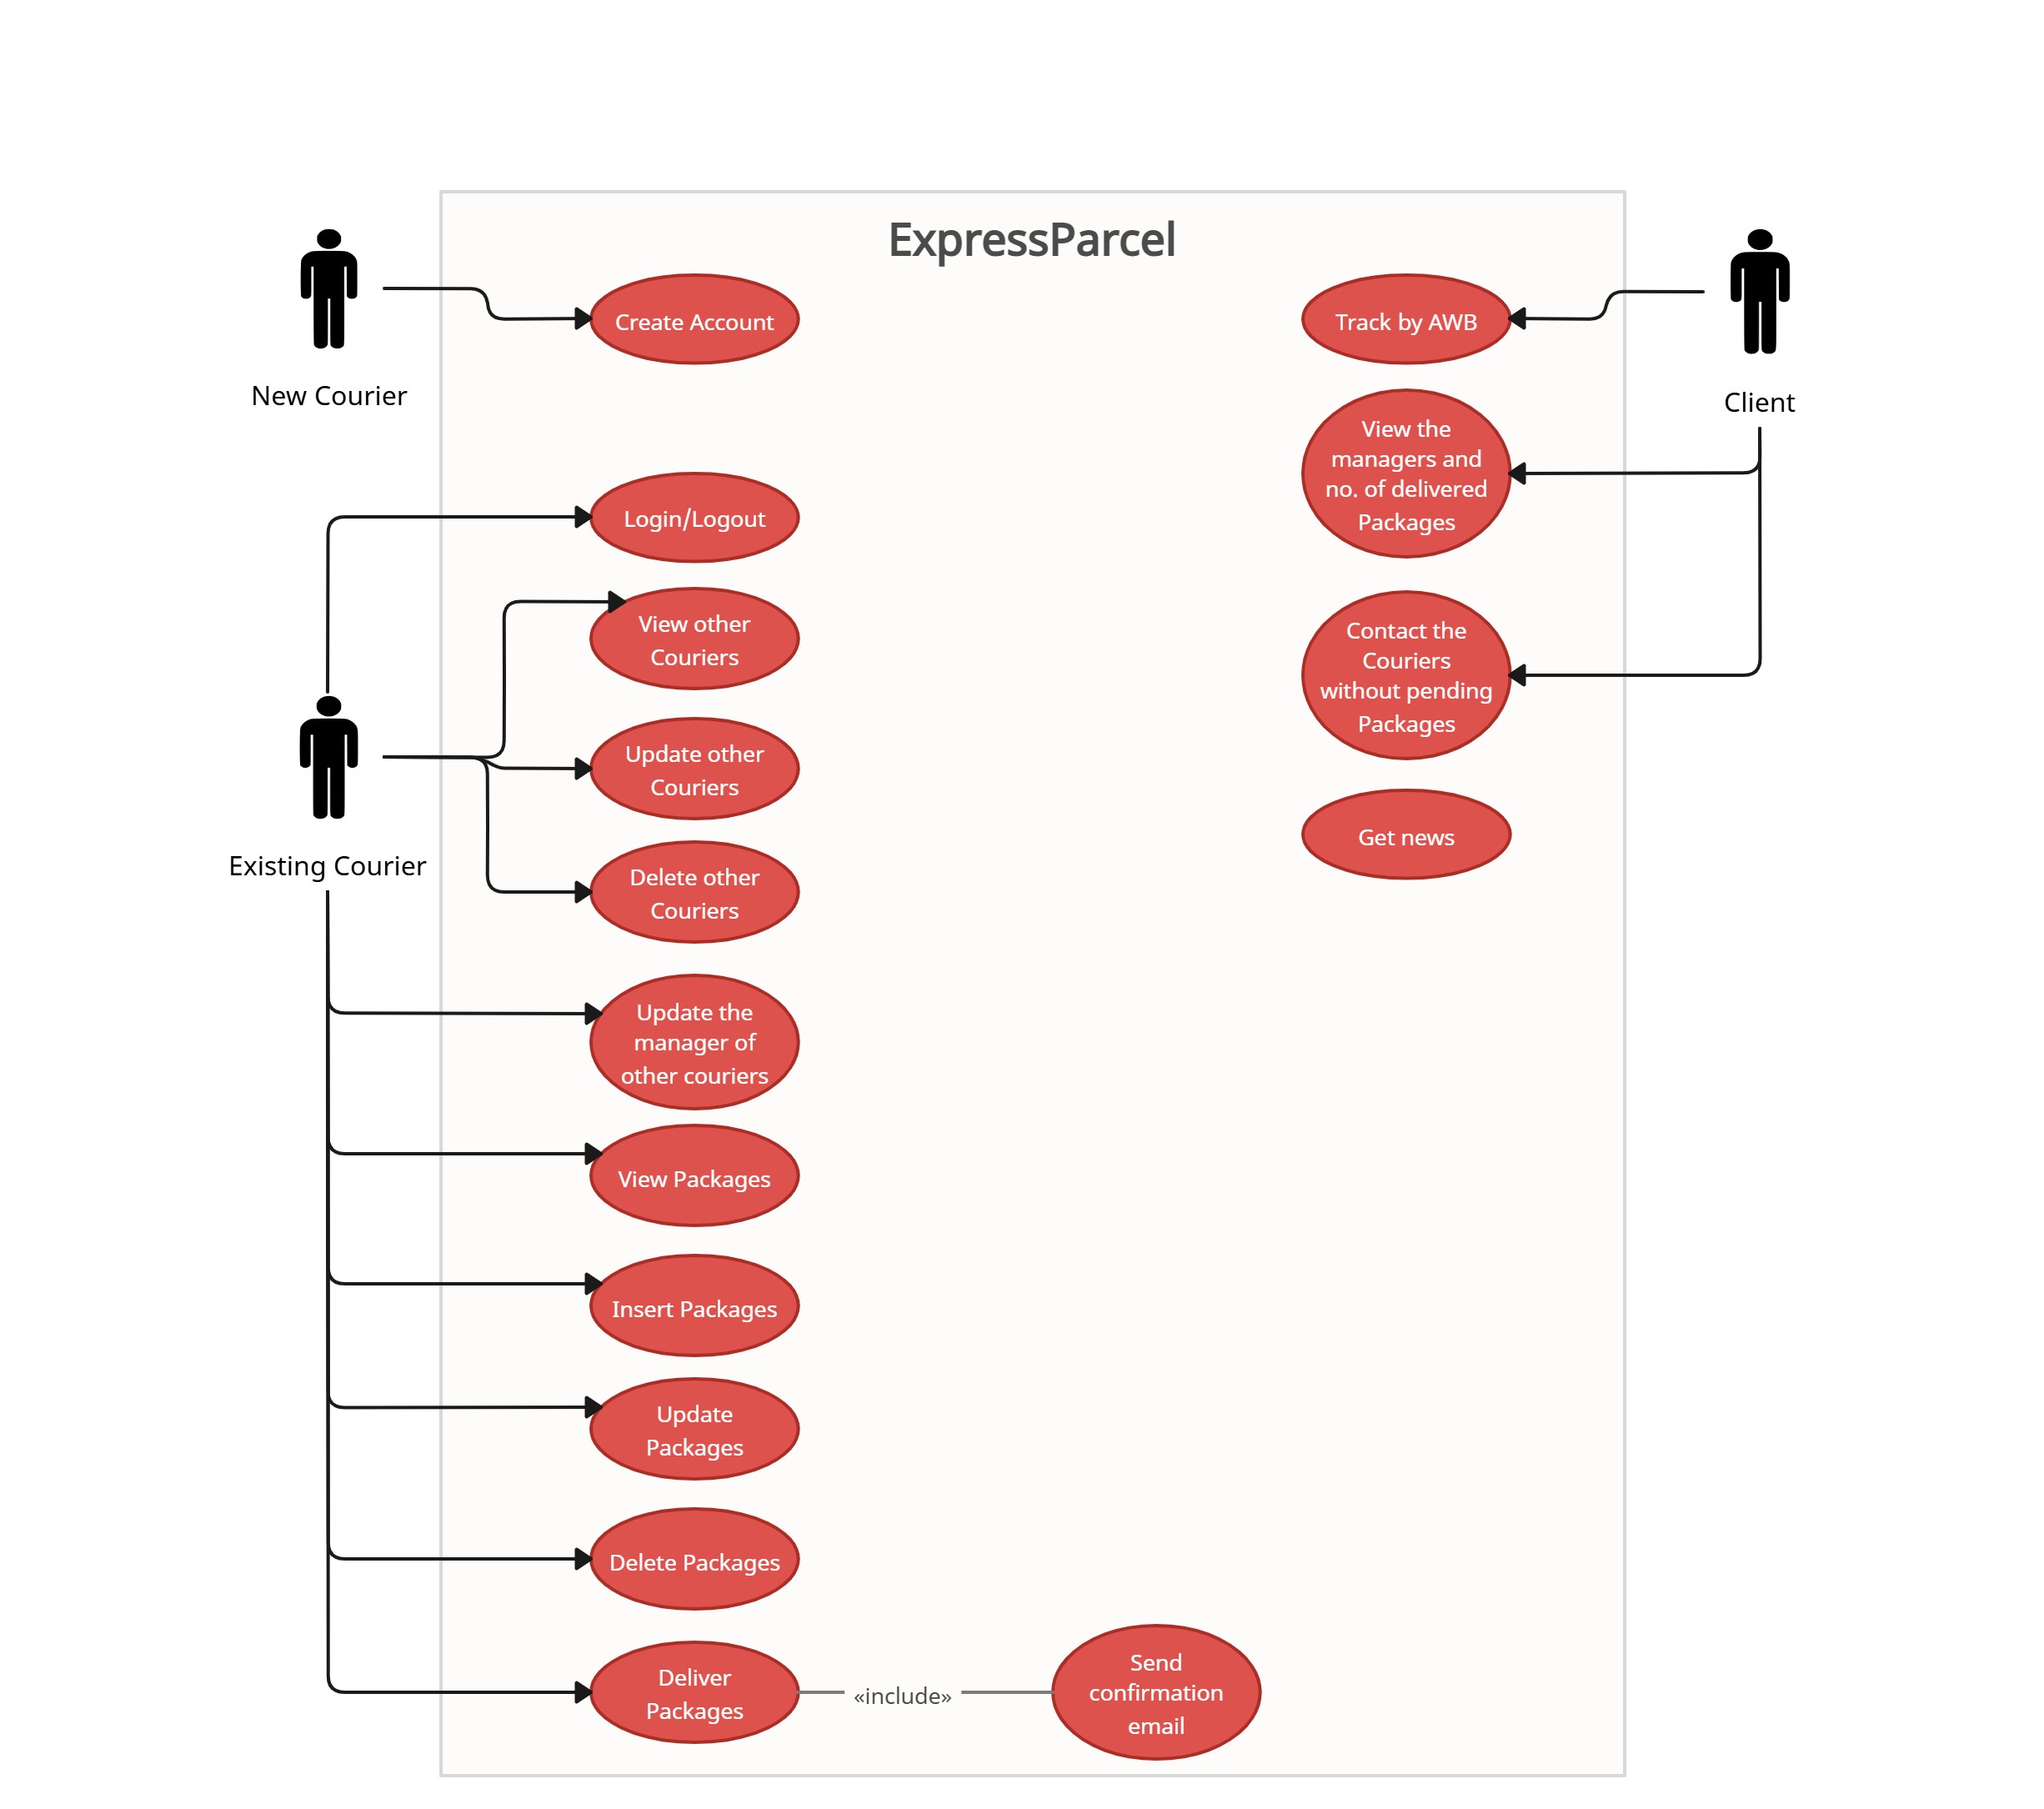 ExpressParcel
New Courier
Create Account
Existing Courier
Login/Logout
View other
Couriers
Update other
Couriers
Delete other
Couriers
Update the
manager of
other couriers
View Packages
Insert Packages
Update
Packages
Delete Packages
Deliver
Packages
«include»
Send
confirmation
email
Client
Track by AWB
View the
managers and
no. of delivered
Packages
Contact the
Couriers
without pending
Packages
Get news